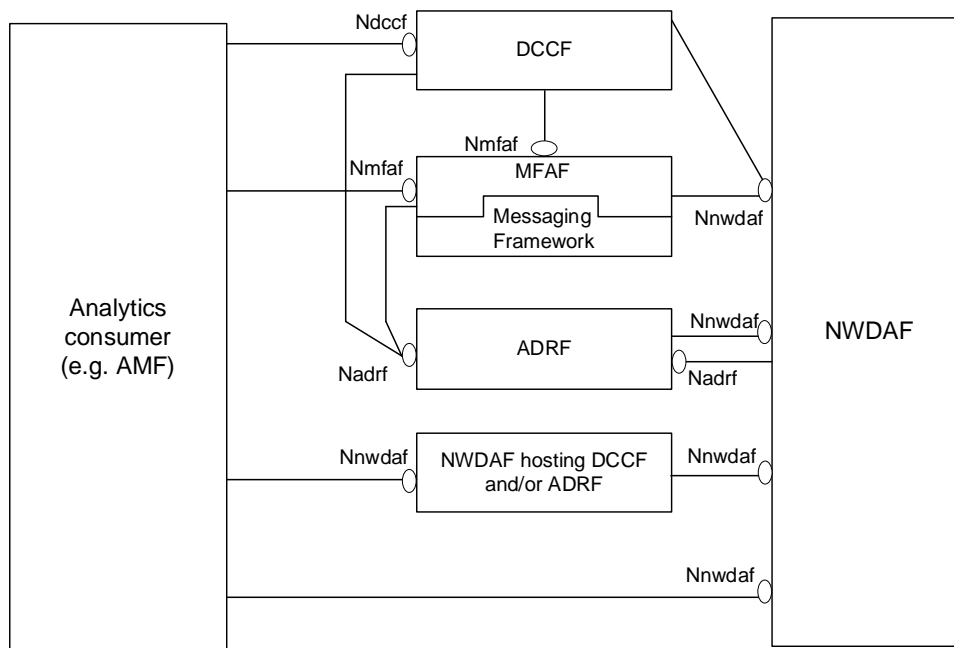 Ndccf
DCCF
Nmfaf
Nmfaf
MFAF
Messaging
Framework
Nnwdaf
Analytics
consumer
(e.g. AMF)
ADRF
Nnwdaf
NWDAF
Nadrf
Nadrf
Nnwdaf
NWDAF hosting DCCF
and/or ADRF
Nnwdaf
Nnwdaf